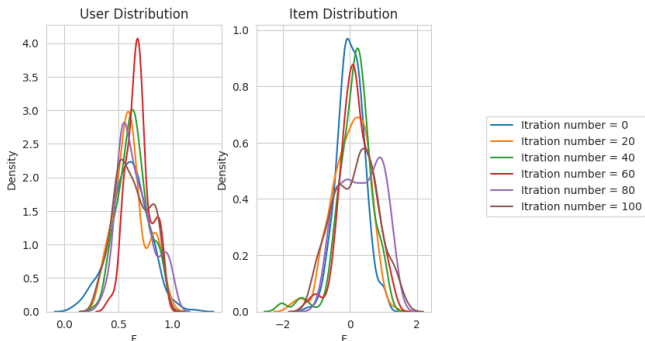 User Distribution
Item Distribution
4.0
3.5
3.0
2.5
2.0
1.5
1.0
0.5
0.0
Density
0.0
0.5
1.0
1.0
0.8
0.6
0.4
0.2
0.0
Density
−2
0
2
Itration number = 0
Itration number = 20
Itration number = 40
Itration number = 60
Itration number = 80
Itration number = 100